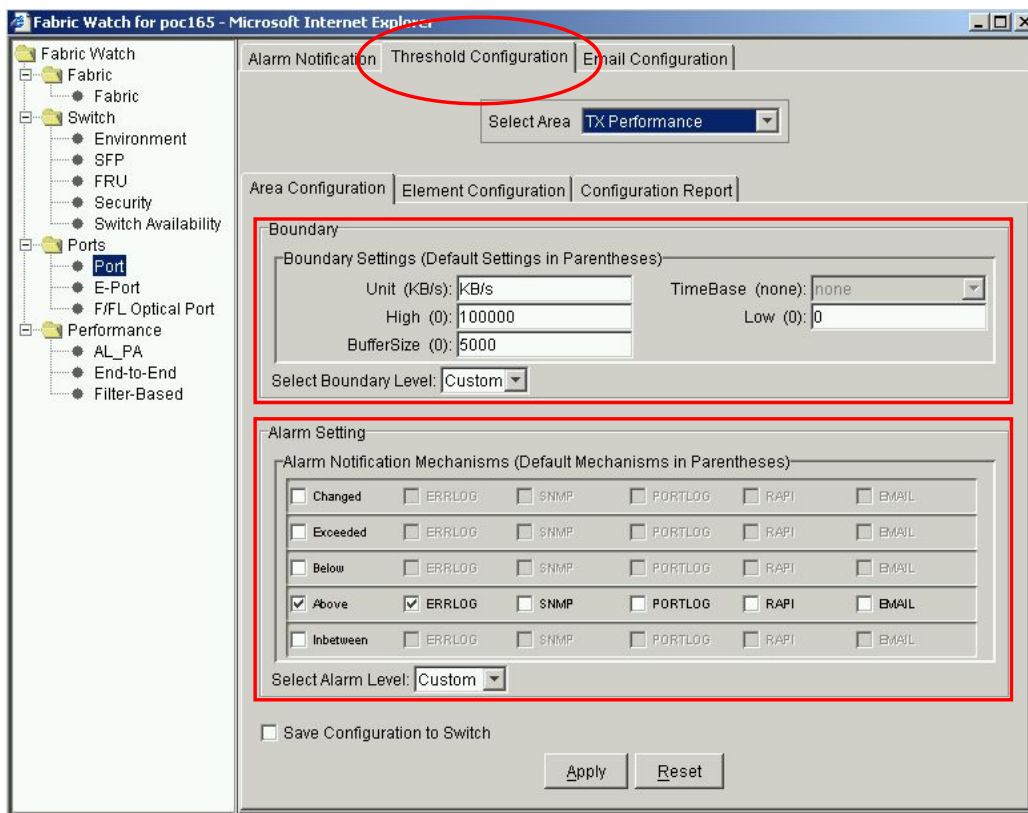 Fabric Watch for poc165 - Microsoft Internet Explorer
Fabric Watch
Fabric
Fabric
Switch
Environment
SFP
FRU
Security
Switch Availability
Ports
Port
E-Port
F/FL Optical Port
Performance
AL_PA
End-to-End
Filter-Based
Alarm Notification Threshold Configuration Email Configuration
Select Area TX Performance
Area Configuration Element Configuration Configuration Report
Boundary
Boundary Settings (Default Settings in Parentheses)
Unit (KB/s): KB/s TimeBase (none): none
High (0): 100000 Low (0): 0
BufferSize (0): 5000
Select Boundary Level: Custom
Alarm Setting
Alarm Notification Mechanisms (Default Mechanisms in Parentheses)
Changed ERRLOG SNMP PORTLOG RAPI EMAIL
Exceeded ERRLOG SNMP PORTLOG RAPI EMAIL
Below ERRLOG SNMP PORTLOG RAPI EMAIL
Above ERRLOG SNMP PORTLOG RAPI EMAIL
Inbetween ERRLOG SNMP PORTLOG RAPI EMAIL
Select Alarm Level: Custom
Save Configuration to Switch
Apply Reset